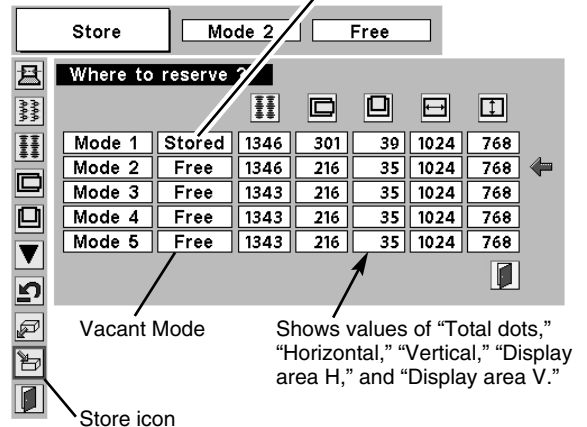 Store Mode 2 Free
Where to reserve ?
Mode 1 Stored 1346 301 39 1024 768
Mode 2 Free 1346 216 35 1024 768
Mode 3 Free 1343 216 35 1024 768
Mode 4 Free 1343 216 35 1024 768
Mode 5 Free 1343 216 35 1024 768
Vacant Mode
Shows values of “Total dots,”
“Horizontal,” “Vertical,” “Display
area H,” and “Display area V.”
Store icon